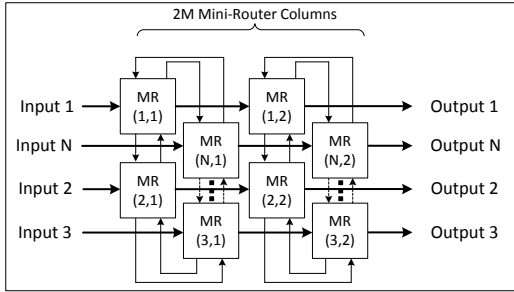 2M Mini-Router Columns
Input 1
MR
(1,1)
MR
(1,2)
Output 1
Input N
MR
(N,1)
MR
(N,2)
Output N
Input 2
MR
(2,1)
MR
(2,2)
Output 2
Input 3
MR
(3,1)
MR
(3,2)
Output 3